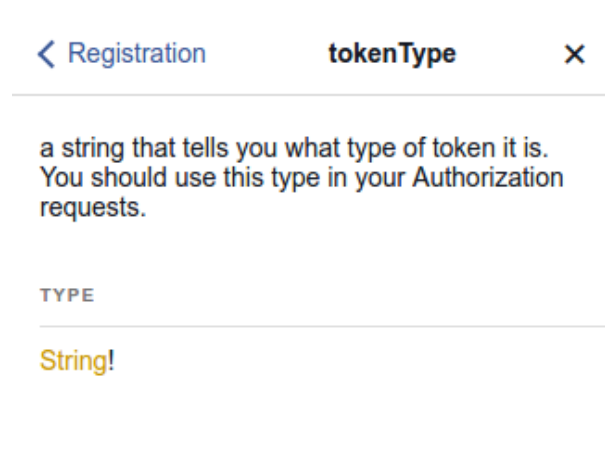 Registration tokenType
a string that tells you what type of token it is.
You should use this type in your Authorization
requests.
TYPE
String!